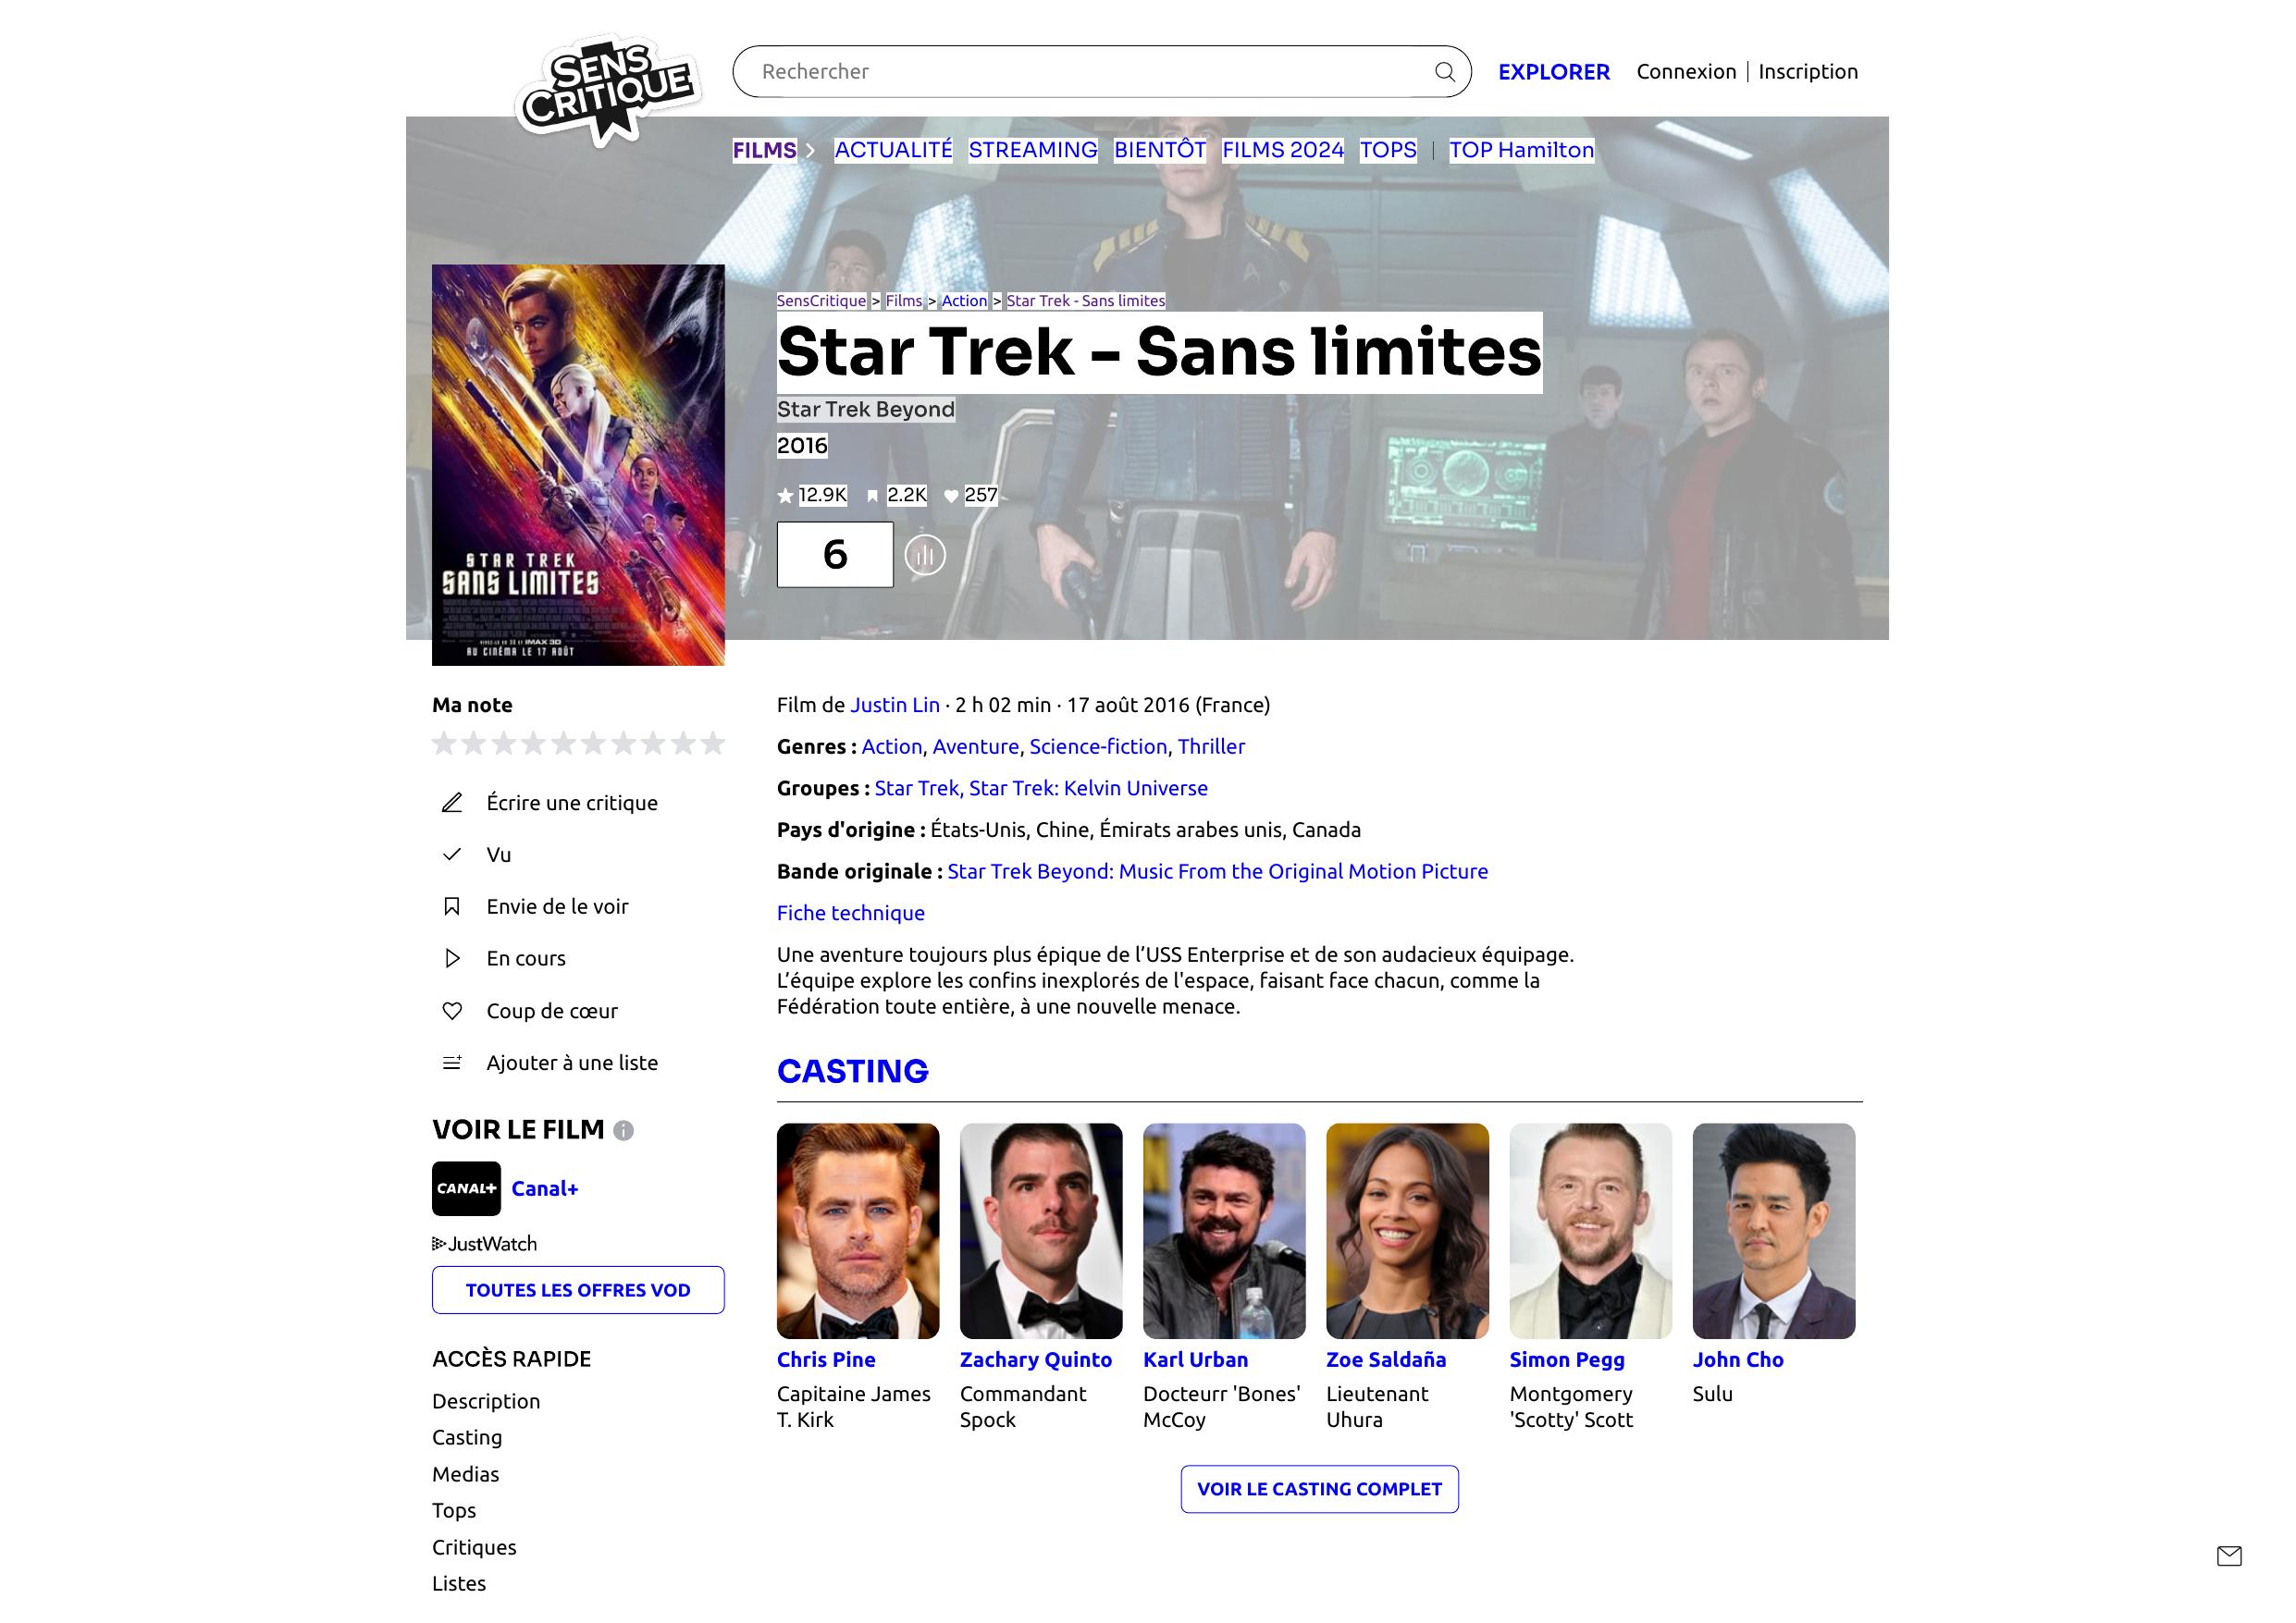 SENS
CRITIQUE
Rechercher
EXPLORER
Connexion
Inscription
FILMS
ACTUALITÉ
STREAMING
BIENTÔT
FILMS 2024
TOPS
TOP Hamilton
SensCritique > Films > Action > Star Trek - Sans limites
Star Trek - Sans limites
Star Trek Beyond
2016
12.9K
2.2K
257
6
STAR TREK
SANS LIMITES
AU CINÉMA LE 17 AOÛT
Ma note
Écrire une critique
Vu
Envie de le voir
En cours
Coup de cœur
Ajouter à une liste
VOIR LE FILM
CANAL+
Canal+
JustWatch
TOUTES LES OFFRES VOD
ACCÈS RAPIDE
Description
Casting
Medias
Tops
Critiques
Listes
Film de Justin Lin · 2 h 02 min · 17 août 2016 (France)
Genres : Action, Aventure, Science-fiction, Thriller
Groupes : Star Trek, Star Trek: Kelvin Universe
Pays d'origine : États-Unis, Chine, Émirats arabes unis, Canada
Bande originale : Star Trek Beyond: Music From the Original Motion Picture
Fiche technique
Une aventure toujours plus épique de l’USS Enterprise et de son audacieux équipage.
L’équipe explore les confins inexplorés de l'espace, faisant face chacun, comme la
Fédération toute entière, à une nouvelle menace.
CASTING
Chris Pine
Capitaine James
T. Kirk
Zachary Quinto
Commandant
Spock
Karl Urban
Docteurr 'Bones'
McCoy
Zoe Saldaña
Lieutenant
Uhura
Simon Pegg
Montgomery
'Scotty' Scott
John Cho
Sulu
VOIR LE CASTING COMPLET